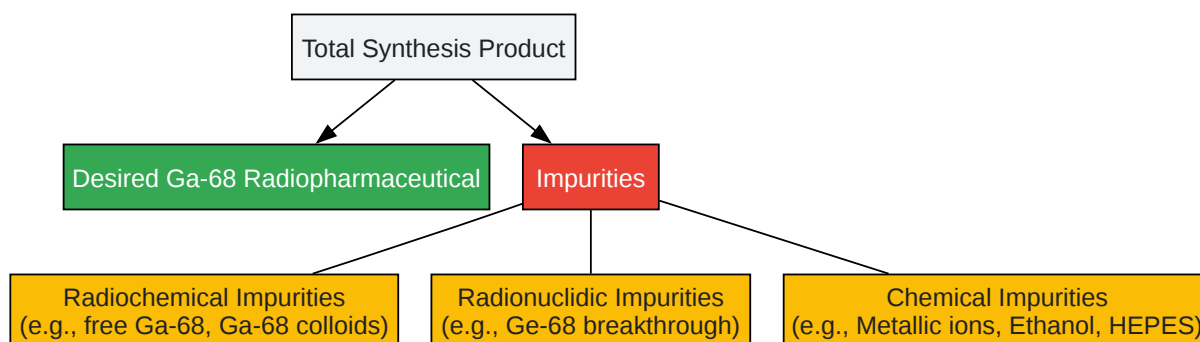 Total Synthesis Product
Desired Ga-68 Radiopharmaceutical
Impurities
Radiochemical Impurities
(e.g., free Ga-68, Ga-68 colloids)
Radionuclidic Impurities
(e.g., Ge-68 breakthrough)
Chemical Impurities
(e.g., Metallic ions, Ethanol, HEPES)